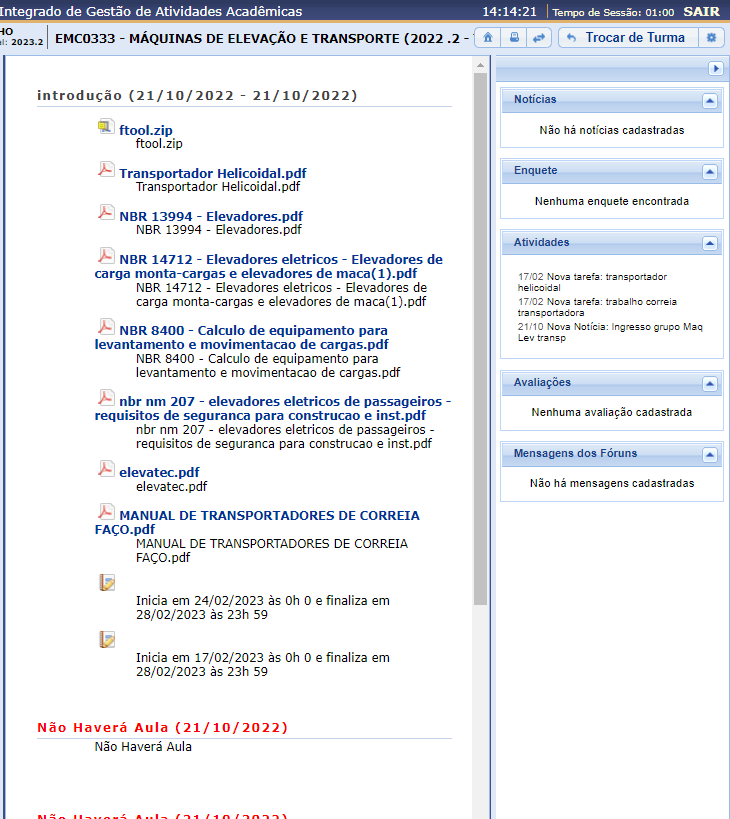 Integrado de Gestão de Atividades Acadêmicas
14:14:21
Tempo de Sessão: 01:00
SAIR
HO
el: 2023.2
EMC0333 - MÁQUINAS DE ELEVAÇÃO E TRANSPORTE (2022 .2 -
Trocar de Turma
introdução (21/10/2022 - 21/10/2022)
ftool.zip
ftool.zip
Transportador Helicoidal.pdf
Transportador Helicoidal.pdf
NBR 13994 - Elevadores.pdf
NBR 13994 - Elevadores.pdf
NBR 14712 - Elevadores eletricos - Elevadores de
carga monta-cargas e elevadores de maca(1).pdf
NBR 14712 - Elevadores eletricos - Elevadores de
carga monta-cargas e elevadores de maca(1).pdf
NBR 8400 - Calculo de equipamento para
levantamento e movimentacao de cargas.pdf
NBR 8400 - Calculo de equipamento para
levantamento e movimentacao de cargas.pdf
nbr nm 207 - elevadores eletricos de passageiros -
requisitos de seguranca para construcao e inst.pdf
nbr nm 207 - elevadores eletricos de passageiros -
requisitos de seguranca para construcao e inst.pdf
elevatec.pdf
elevatec.pdf
MANUAL DE TRANSPORTADORES DE CORREIA
FAÇO.pdf
MANUAL DE TRANSPORTADORES DE CORREIA
FAÇO.pdf
Inicia em 24/02/2023 às 0h 0 e finaliza em
28/02/2023 às 23h 59
Inicia em 17/02/2023 às 0h 0 e finaliza em
28/02/2023 às 23h 59
Não Haverá Aula (21/10/2022)
Não Haverá Aula
Não Haverá Aula (21/10/2022)
Notícias
Não há notícias cadastradas
Enquete
Nenhuma enquete encontrada
Atividades
17/02 Nova tarefa: transportador
helicoidal
17/02 Nova tarefa: trabalho correia
transportadora
21/10 Nova Notícia: Ingresso grupo Maq
Lev transp
Avaliações
Nenhuma avaliação cadastrada
Mensagens dos Fóruns
Não há mensagens cadastradas